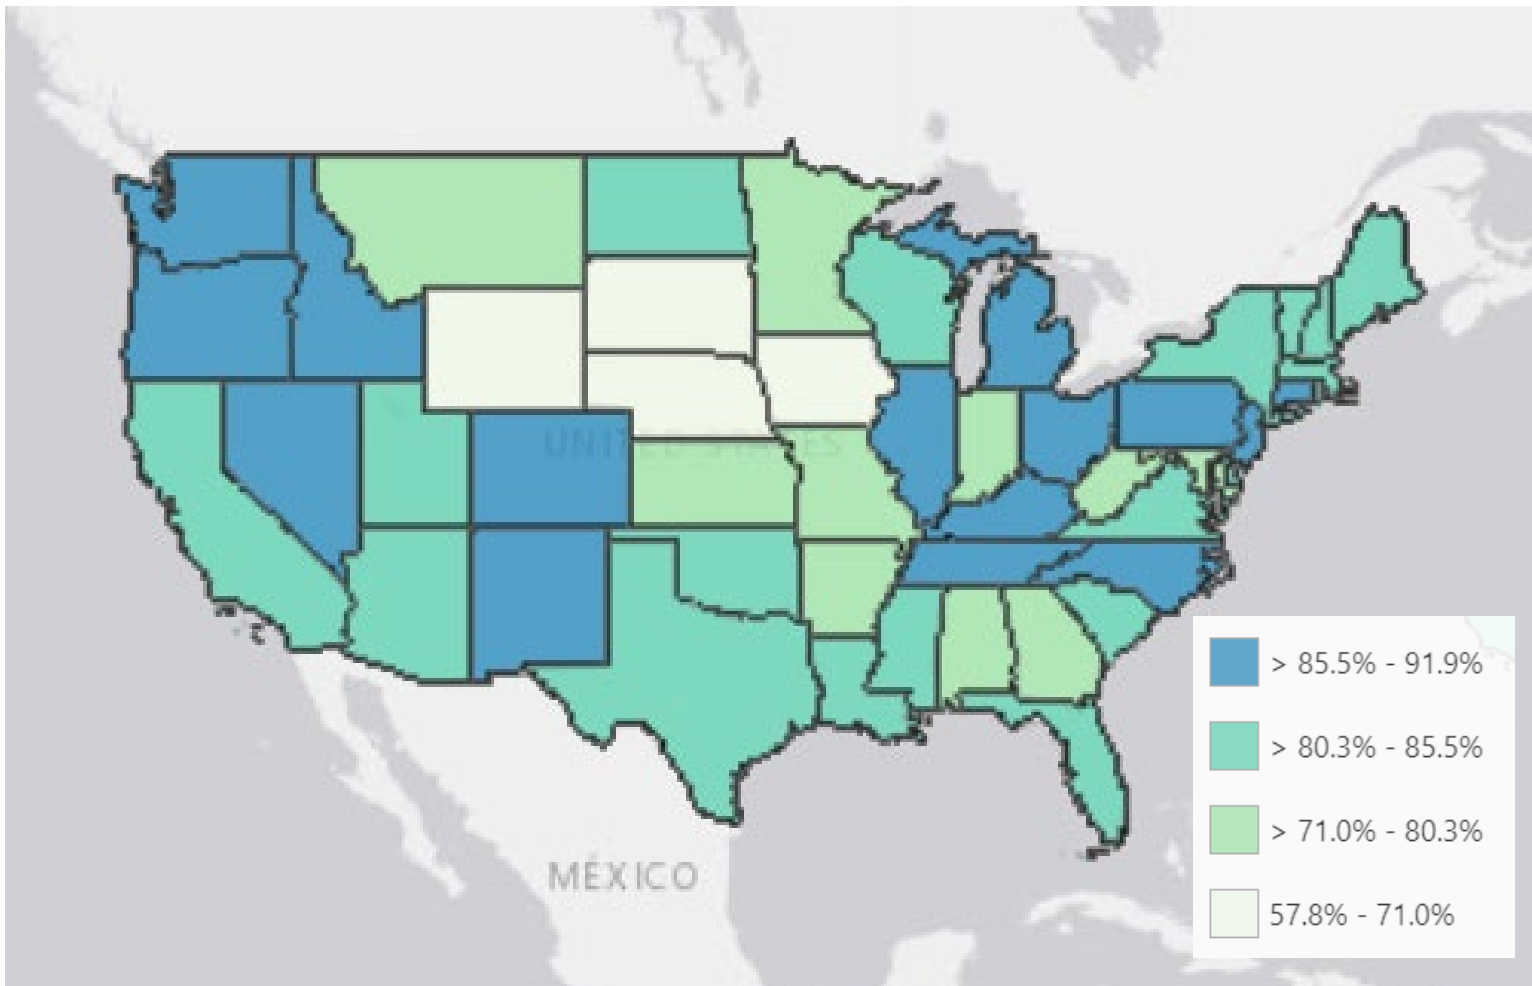 UNITED STATES
MÉXICO
> 85.5% - 91.9%
> 80.3% - 85.5%
> 71.0% - 80.3%
57.8% - 71.0%